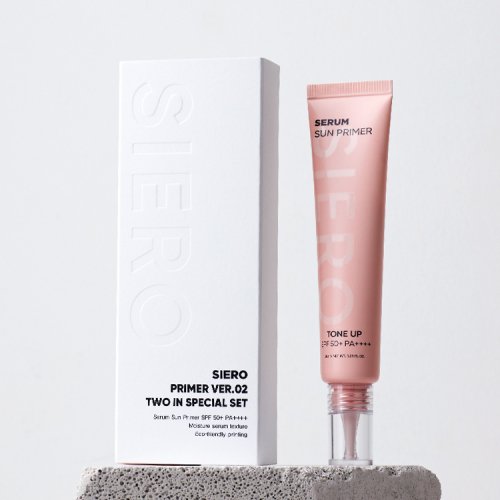 SIERO
SIERO
PRIMER VER.02
TWO IN SPECIAL SET
Serum Sun Primer SPF 50+ PA++++
Moisture serum texture
Eco-friendly printing
SERUM
SUN PRIMER
SIERO
TONE UP
SPF 50+ PA++++